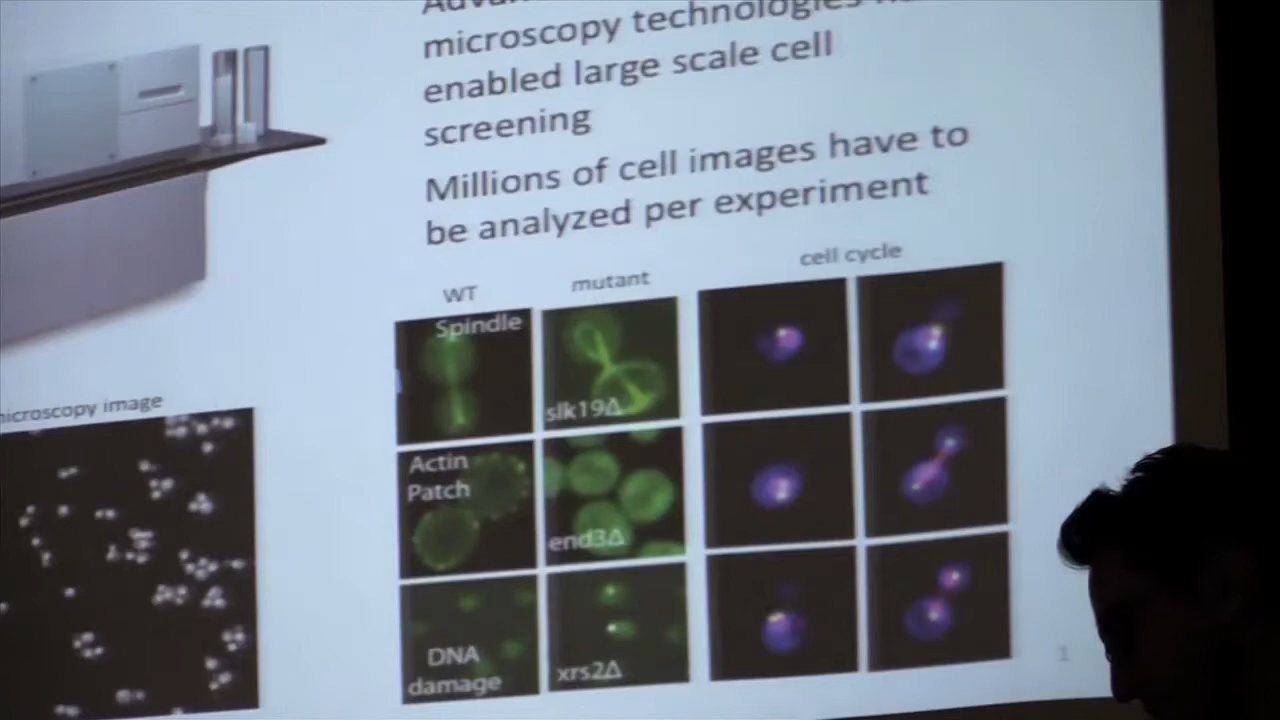 microscopy technologies
enabled large scale cell
screening
Millions of cell images have to
be analyzed per experiment
cell cycle
WT
mutant
Spindle
slk19Δ
Actin
Patch
end3Δ
DNA
damage
xrs2Δ
microscopy image
1